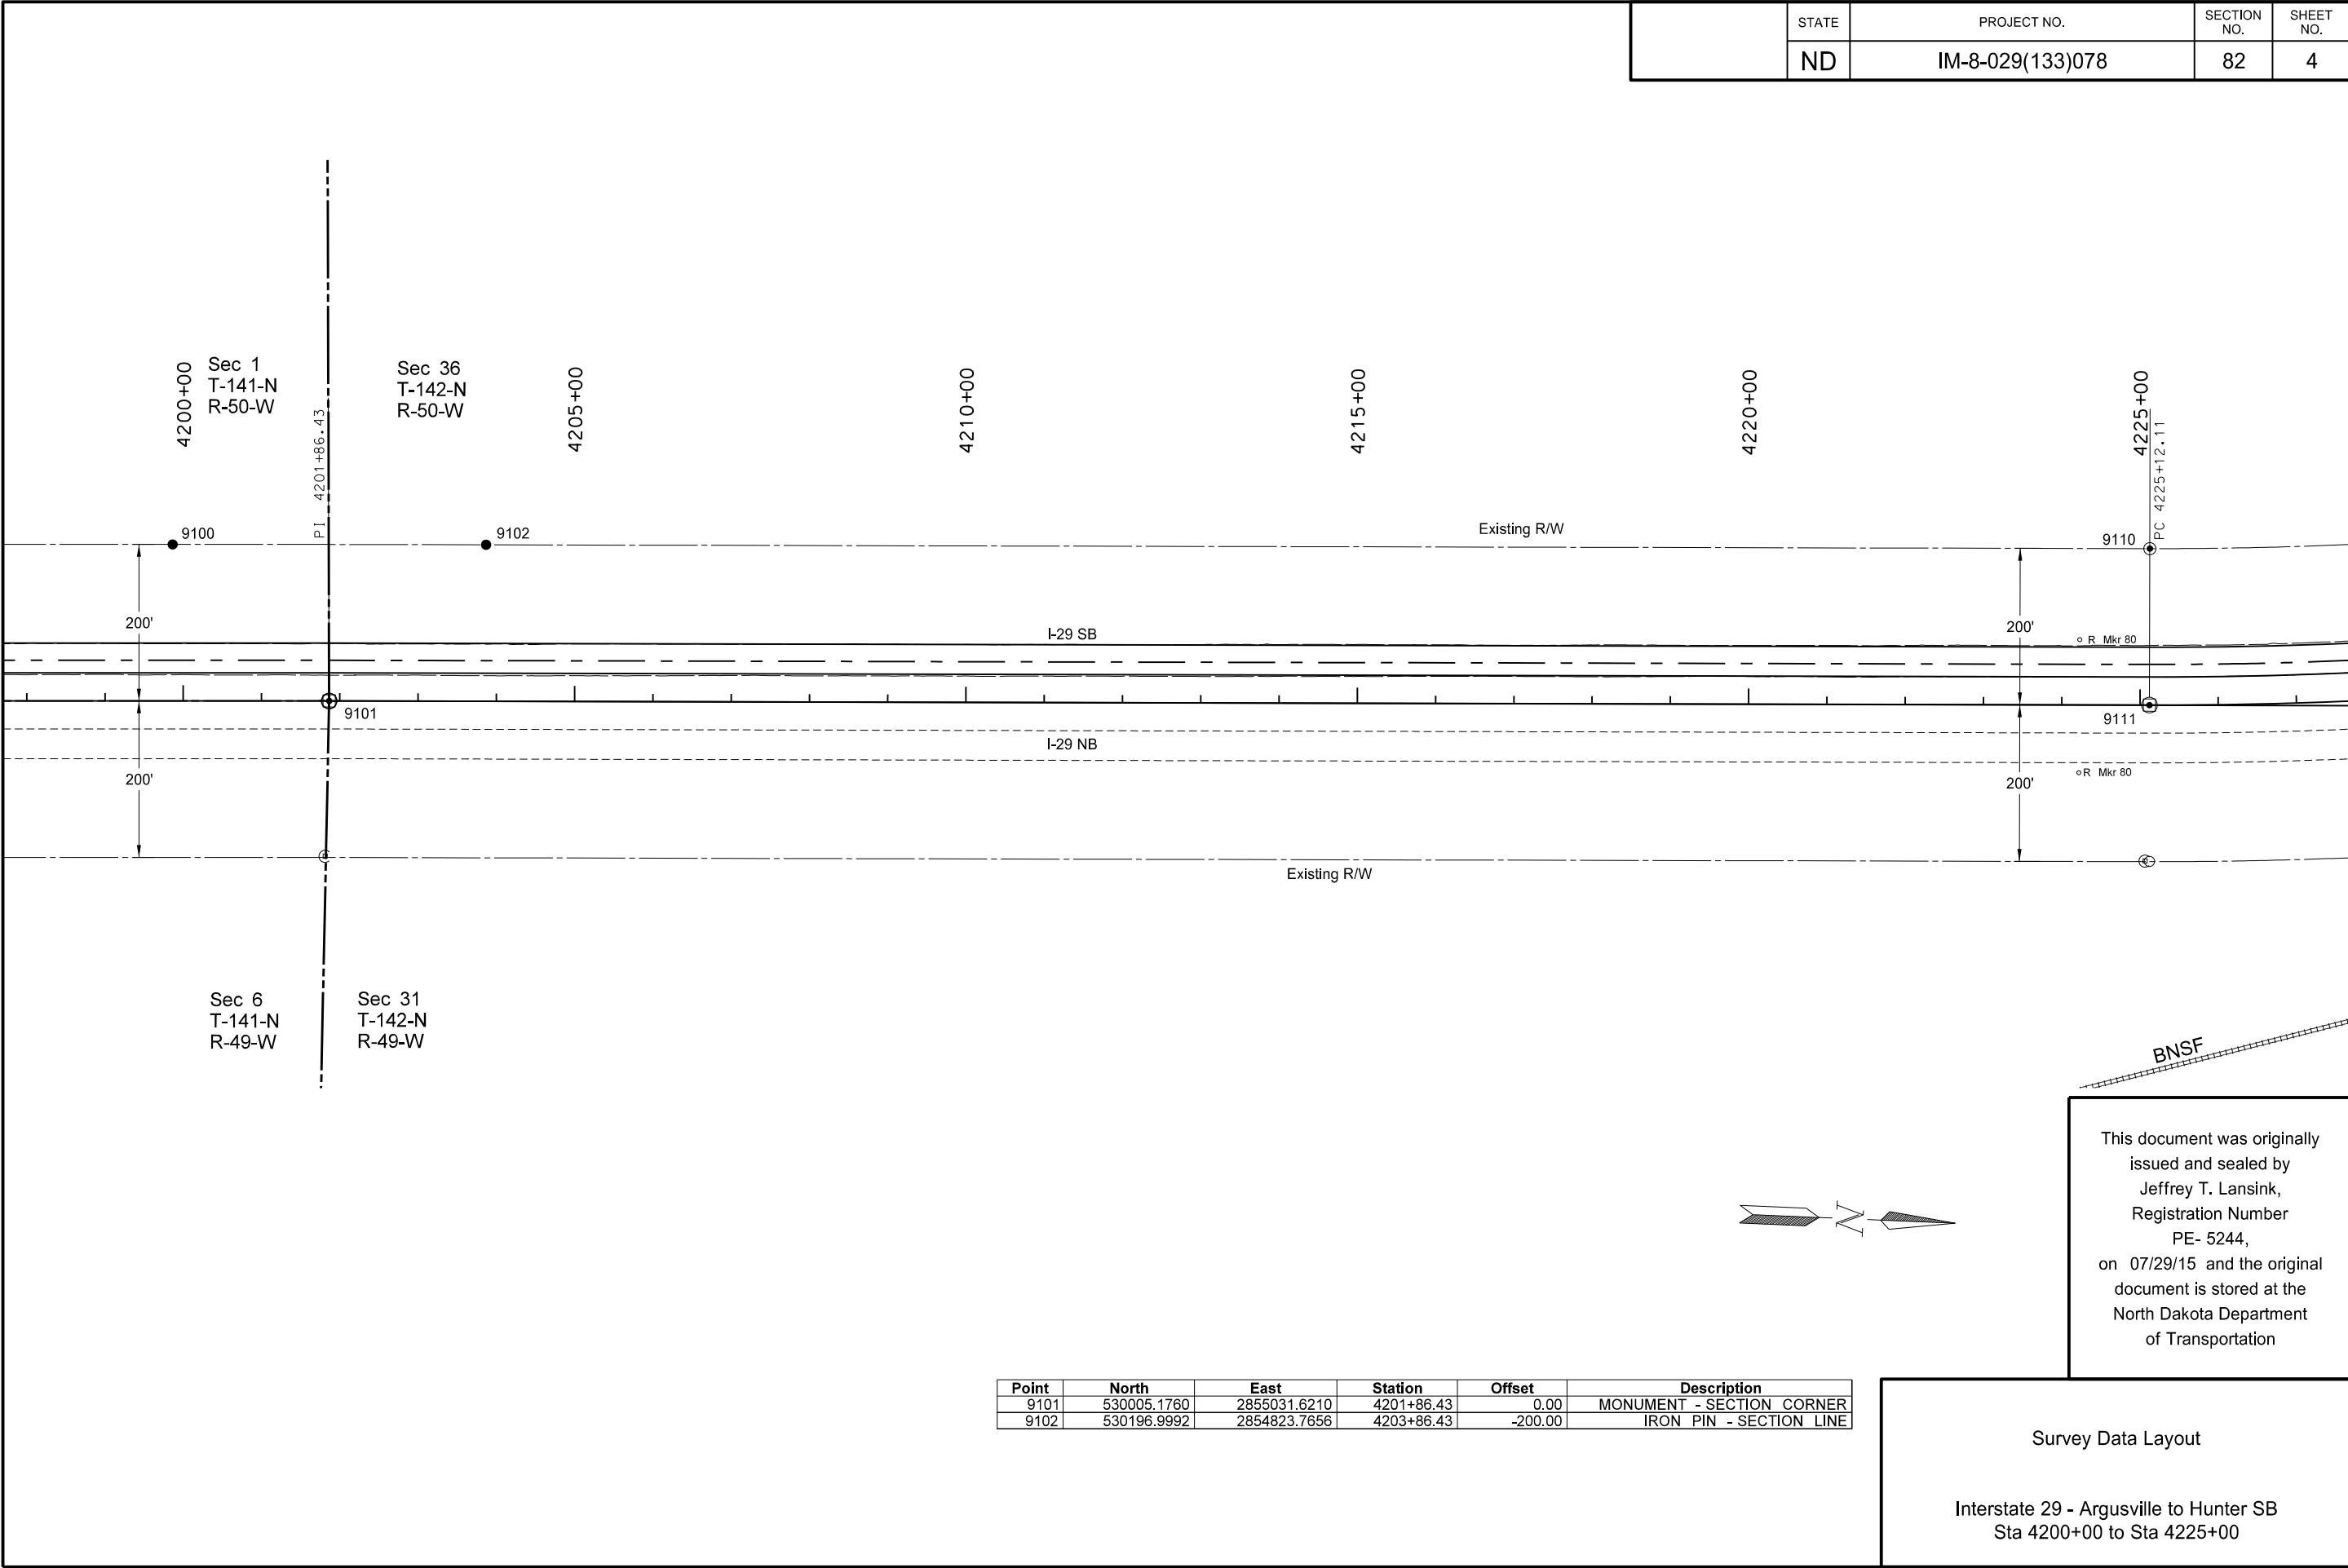 STATE
PROJECT NO.
SECTION NO.
SHEET NO.
ND
IM-8-029(133)078
82
4
4200+00
Sec 1
T-141-N
R-50-W
PI 4201+86.43
Sec 36
T-142-N
R-50-W
4205+00
4210+00
4215+00
4220+00
4225+00
PC 4225+12.11
9100
9102
Existing R/W
9110
200'
I-29 SB
200'
R Mkr 80
9101
9111
I-29 NB
200'
R Mkr 80
200'
Existing R/W
Sec 6
T-141-N
R-49-W
Sec 31
T-142-N
R-49-W
BNSF
This document was originally
issued and sealed by
Jeffrey T. Lansink,
Registration Number
PE- 5244,
on 07/29/15 and the original
document is stored at the
North Dakota Department
of Transportation
N
Point North East Station Offset Description
9101 530005.1760 2855031.6210 4201+86.43 0.00 MONUMENT - SECTION CORNER
9102 530196.9992 2854823.7656 4203+86.43 -200.00 IRON PIN - SECTION LINE
Survey Data Layout
Interstate 29 - Argusville to Hunter SB
Sta 4200+00 to Sta 4225+00